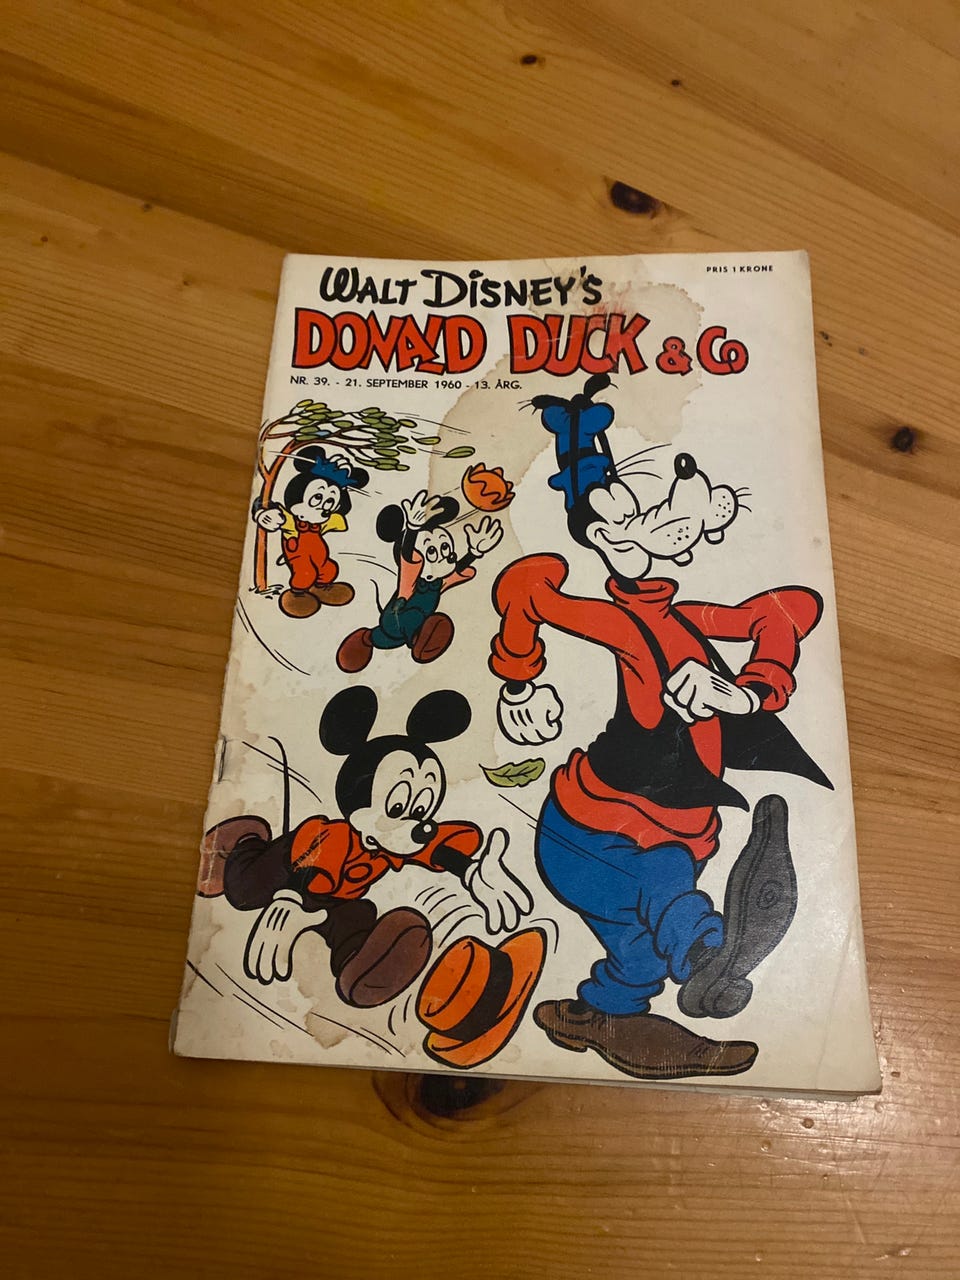 PRIS 1 KRONE
WALT DISNEY'S
DONALD DUCK & Co
NR. 39. - 21. SEPTEMBER 1960 - 13. ÅRG.